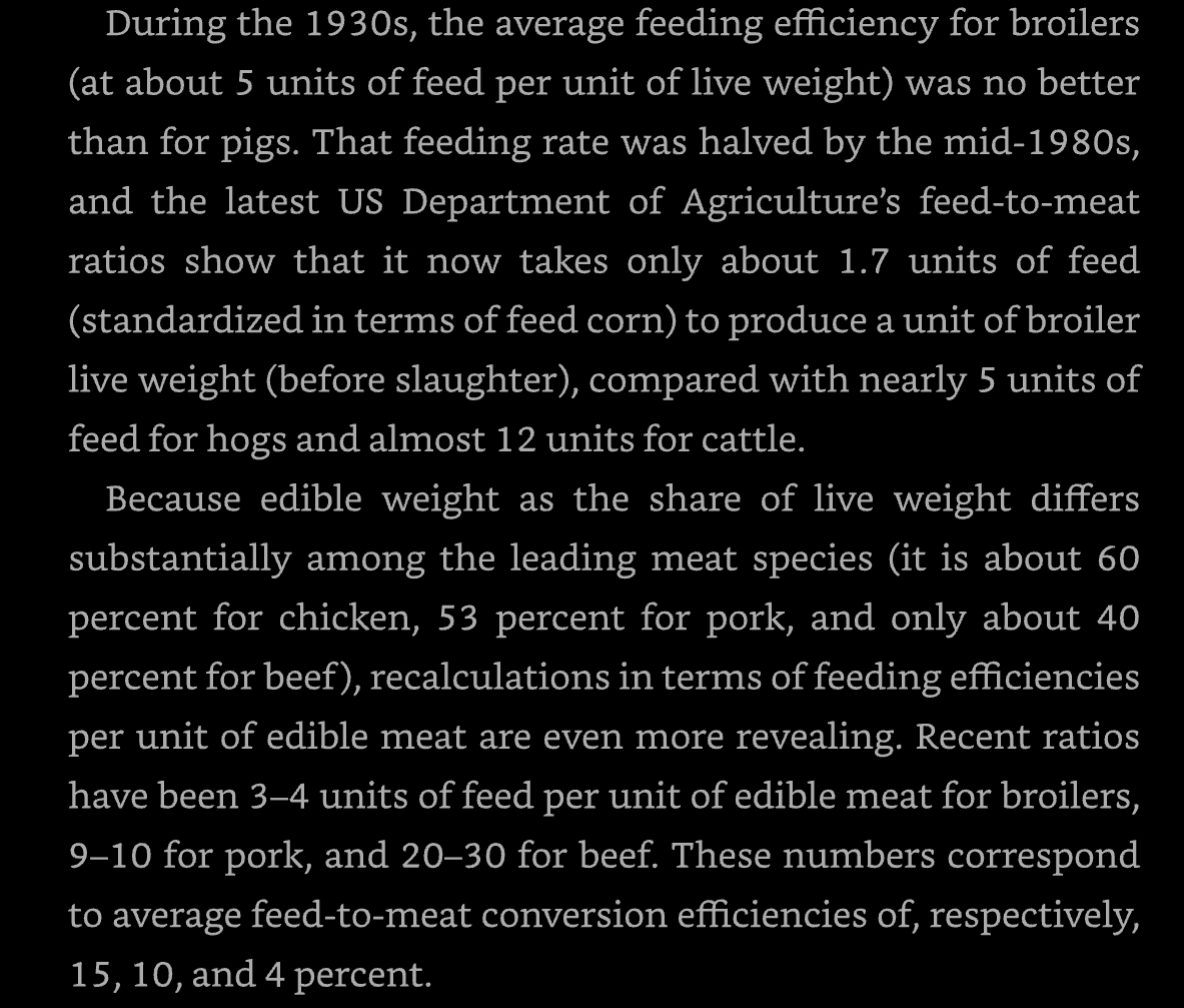 During the 1930s, the average feeding efficiency for broilers
(at about 5 units of feed per unit of live weight) was no better
than for pigs. That feeding rate was halved by the mid-1980s,
and the latest US Department of Agriculture’s feed-to-meat
ratios show that it now takes only about 1.7 units of feed
(standardized in terms of feed corn) to produce a unit of broiler
live weight (before slaughter), compared with nearly 5 units of
feed for hogs and almost 12 units for cattle.
Because edible weight as the share of live weight differs
substantially among the leading meat species (it is about 60
percent for chicken, 53 percent for pork, and only about 40
percent for beef), recalculations in terms of feeding efficiencies
per unit of edible meat are even more revealing. Recent ratios
have been 3–4 units of feed per unit of edible meat for broilers,
9–10 for pork, and 20–30 for beef. These numbers correspond
to average feed-to-meat conversion efficiencies of, respectively,
15, 10, and 4 percent.